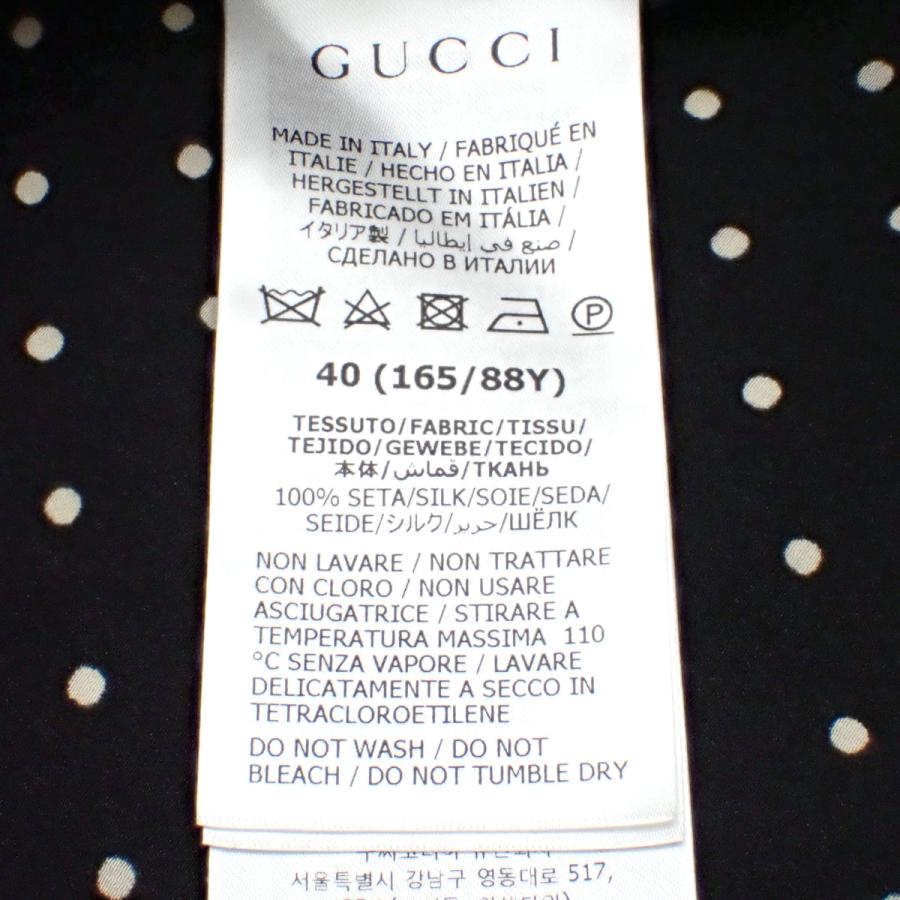 GUCCI
MADE IN ITALY / FABRIQUÉ EN
ITALIE / HECHO EN ITALIA /
HERGESTELLT IN ITALIEN /
FABRICADO EM ITÁLIA /
イタリア製 / صنع في إيطاليا /
СДЕЛАНО В ИТАЛИИ
P
40 (165/88Y)
TESSUTO/FABRIC/TISSU/
TEJIDO/GEWEBE/TECIDO/
本体/قماش/ТКАНЬ
100% SETA/SILK/SOIE/SEDA/
SEIDE/シルク/حرير/ШЁЛК
NON LAVARE / NON TRATTARE
CON CLORO / NON USARE
ASCIUGATRICE / STIRARE A
TEMPERATURA MASSIMA 110
°C SENZA VAPORE / LAVARE
DELICATAMENTE A SECCO IN
TETRACLOROETILENE
DO NOT WASH / DO NOT
BLEACH / DO NOT TUMBLE DRY
서울특별시 강남구 영동대로 517,